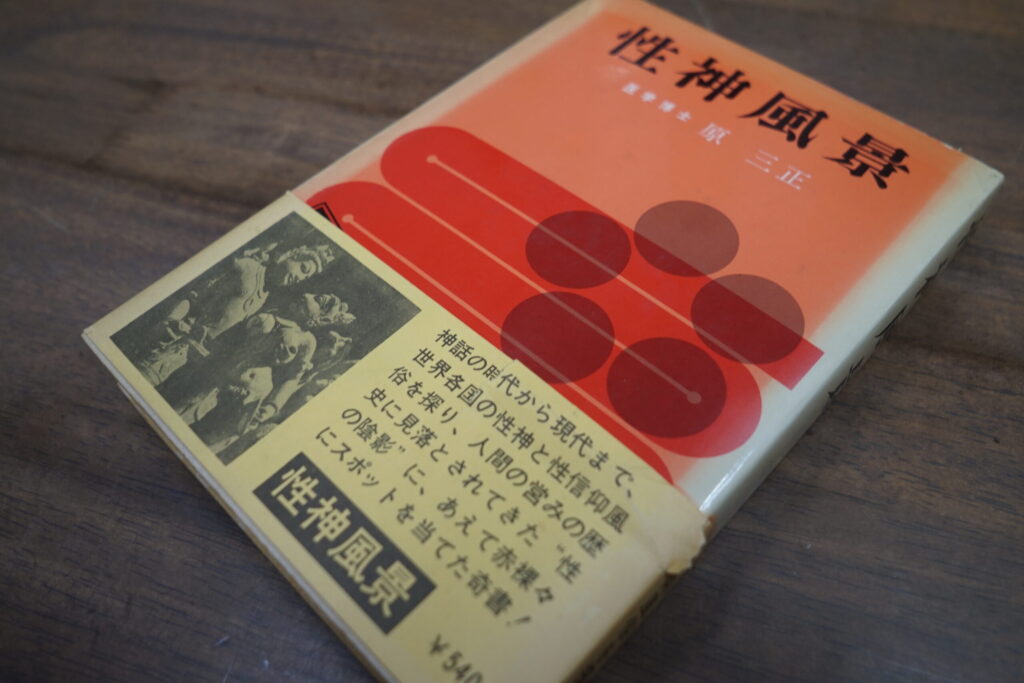 性神風景
医学博士 原 三正
神話の時代から現代まで、
世界各国の性神と性信仰風
俗を探り、人間の営みの歴
史に見落とされてきた“性
の陰影”に、あえて赤裸々
にスポットを当てた奇書！
性神風景
¥540